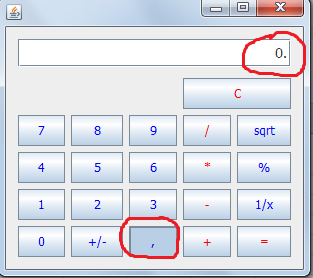 0.
C
7 8 9 / sqrt
4 5 6 * %
1 2 3 - 1/x
0 +/- , + =